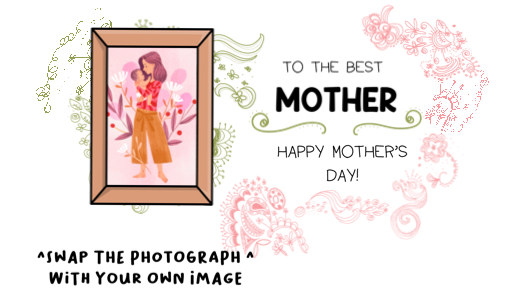 TO THE BEST
MOTHER
HAPPY MOTHER'S
DAY!
^SWAP THE PHOTOGRAPH ^
WITH YOUR OWN IMAGE